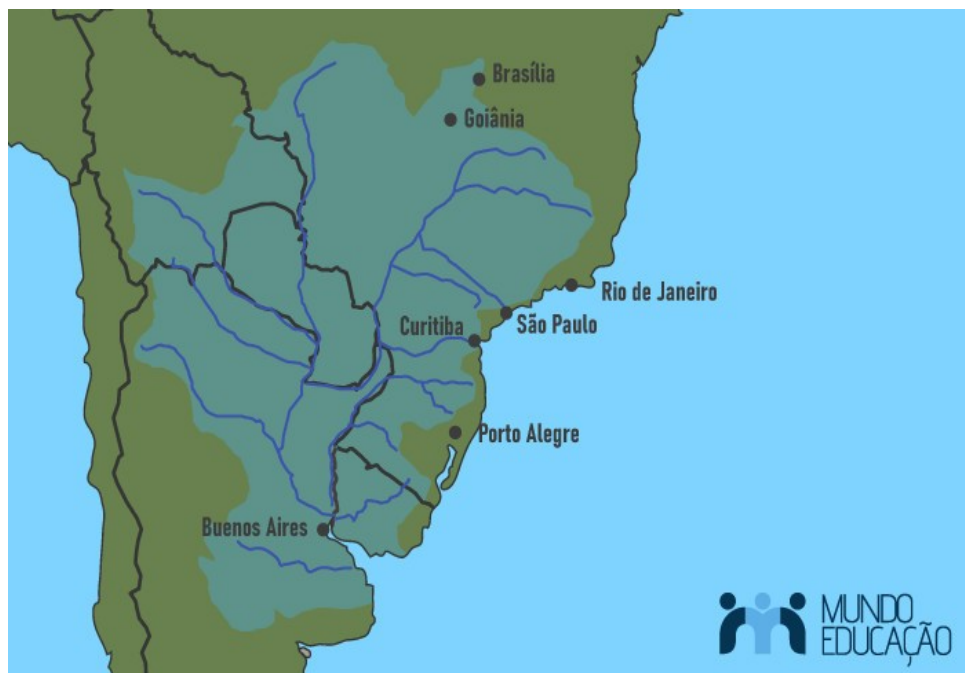 Brasília
Goiânia
Rio de Janeiro
São Paulo
Curitiba
Porto Alegre
Buenos Aires
MUNDO
EDUCAÇÃO